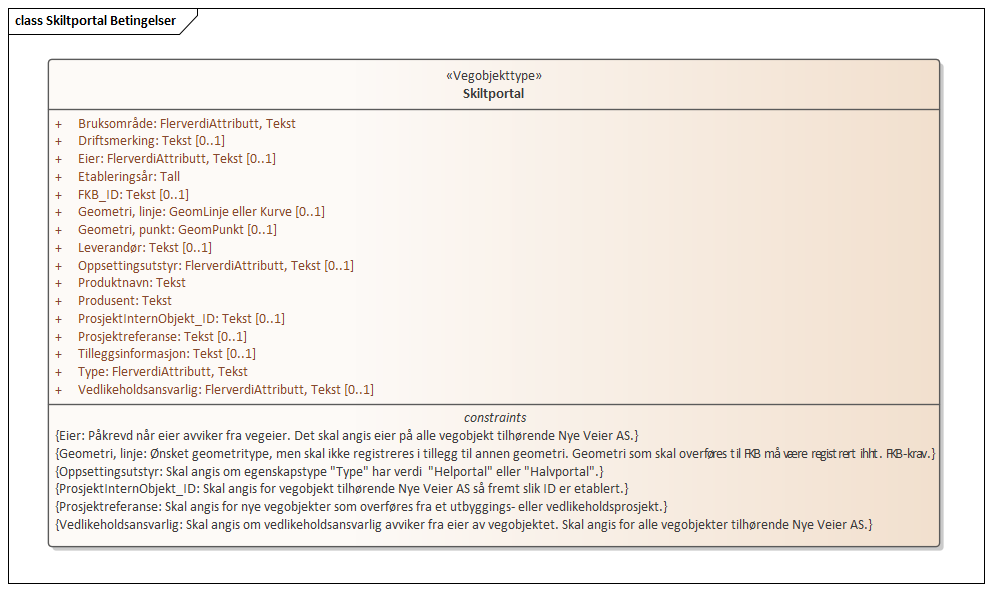 class Skiltportal Betingelser
«Vegobjekttype»
Skiltportal
+ Bruksområde: FlerverdiAttributt, Tekst
+ Driftsmerking: Tekst [0..1]
+ Eier: FlerverdiAttributt, Tekst [0..1]
+ Etableringsår: Tall
+ FKB_ID: Tekst [0..1]
+ Geometri, linje: GeomLinje eller Kurve [0..1]
+ Geometri, punkt: GeomPunkt [0..1]
+ Leverandør: Tekst [0..1]
+ Oppsettingsutstyr: FlerverdiAttributt, Tekst [0..1]
+ Produktnavn: Tekst
+ Produsent: Tekst
+ ProsjektInternObjekt_ID: Tekst [0..1]
+ Prosjektreferanse: Tekst [0..1]
+ Tilleggsinformasjon: Tekst [0..1]
+ Type: FlerverdiAttributt, Tekst
+ Vedlikeholdsansvarlig: FlerverdiAttributt, Tekst [0..1]
constraints
{Eier: Påkrevd når eier avviker fra vegeier. Det skal angis eier på alle vegobjekt tilhørende Nye Veier AS.}
{Geometri, linje: Ønsket geometritype, men skal ikke registreres i tillegg til annen geometri. Geometri som skal overføres til FKB må være registrert ihht. FKB-krav.}
{Oppsettingsutstyr: Skal angis om egenskapstype "Type" har verdi "Helportal" eller "Halvportal".}
{ProsjektInternObjekt_ID: Skal angis for vegobjekt tilhørende Nye Veier AS så fremt slik ID er etablert.}
{Prosjektreferanse: Skal angis for nye vegobjekter som overføres fra et utbyggings- eller vedlikeholdsprosjekt.}
{Vedlikeholdsansvarlig: Skal angis om vedlikeholdsansvarlig avviker fra eier av vegobjektet. Skal angis for alle vegobjekter tilhørende Nye Veier AS.}